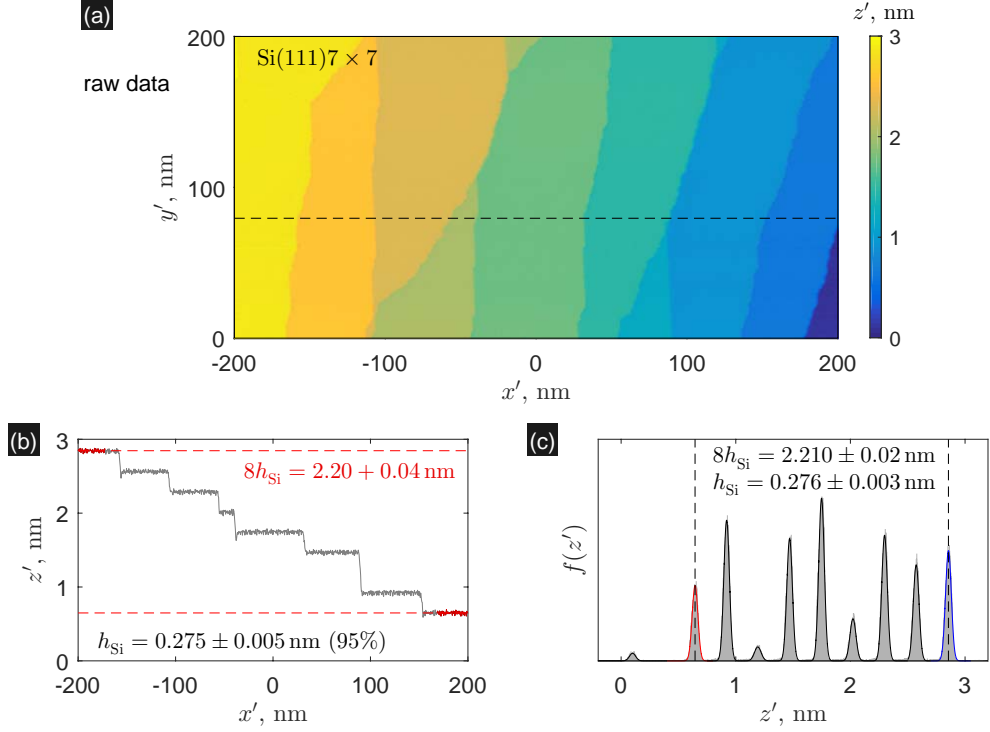 (a)
z′, nm
200
Si(111)7 × 7
3
raw data
y′, nm
2
100
1
0
0
-200
-100
0
100
200
x′, nm
(b)
3
8hSi = 2.20 + 0.04 nm
z′, nm
2
1
hSi = 0.275 ± 0.005 nm (95%)
0
-200
-100
0
100
200
x′, nm
(c)
8hSi = 2.210 ± 0.02 nm
hSi = 0.276 ± 0.003 nm
f(z′)
0
1
2
3
z′, nm